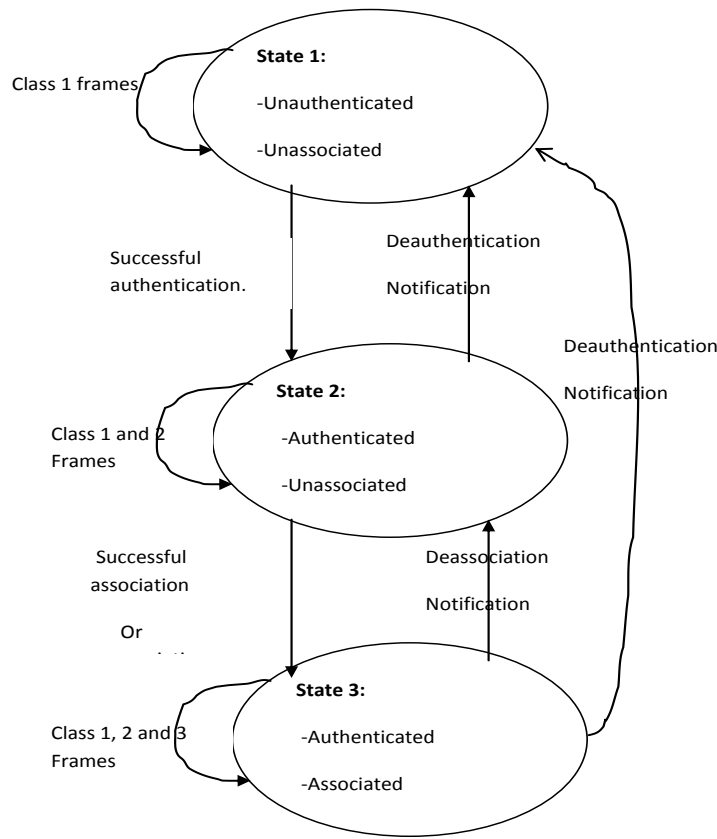 State 1:
Class 1 frames
-Unauthenticated
-Unassociated
Successful
authentication.
Deauthentication
Notification
Deauthentication
Notification
State 2:
Class 1 and 2
Frames
-Authenticated
-Unassociated
Successful
association
Or
Deassociation
Notification
State 3:
Class 1, 2 and 3
Frames
-Authenticated
-Associated